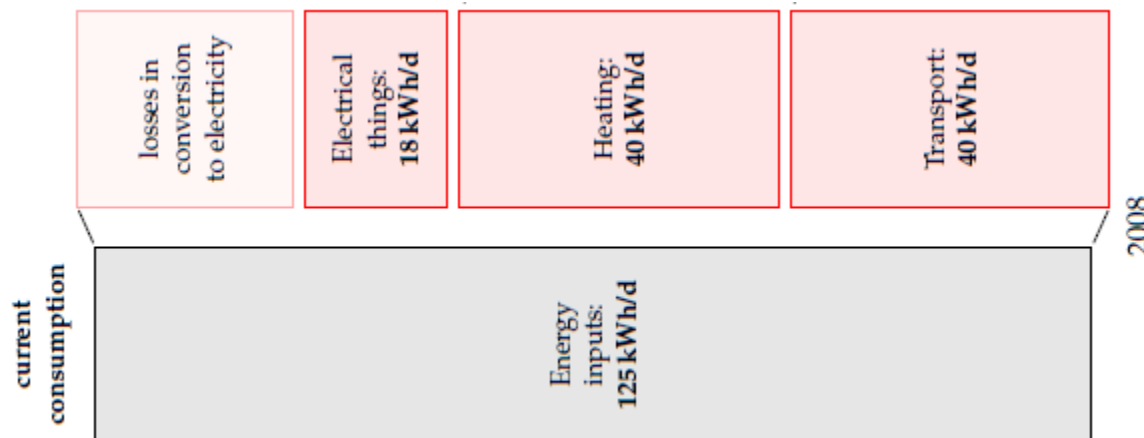 current
consumption
Energy
inputs:
125 kWh/d
losses in
conversion
to electricity
Electrical
things:
18 kWh/d
Heating:
40 kWh/d
Transport:
40 kWh/d
2008